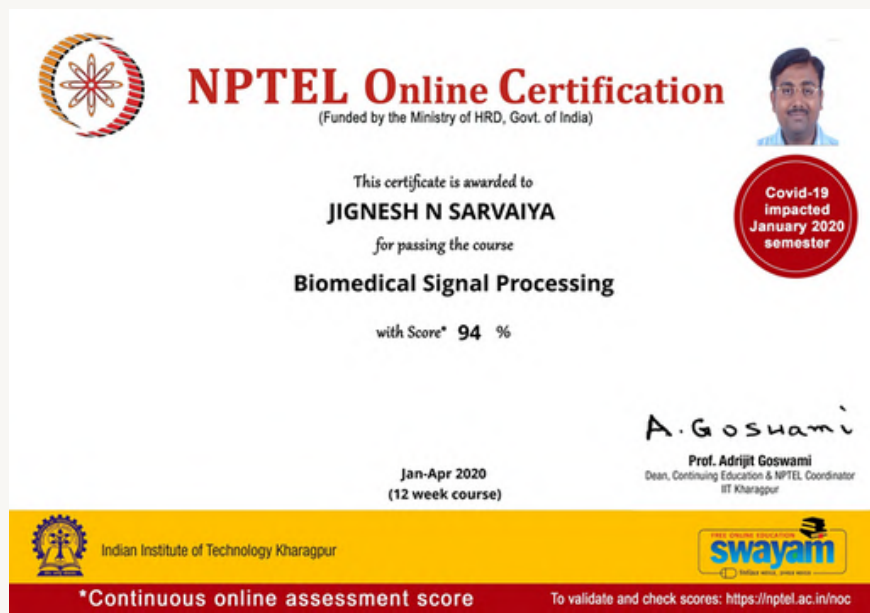 NPTEL Online Certification
(Funded by the Ministry of HRD, Govt. of India)
This certificate is awarded to
JIGNESH N SARVAIYA
for passing the course
Biomedical Signal Processing
with Score* 94 %
Covid-19
impacted
January 2020
semester
A. Goswami
Prof. Adrijit Goswami
Dean, Continuing Education & NPTEL Coordinator
IIT Kharagpur
Jan-Apr 2020
(12 week course)
Indian Institute of Technology Kharagpur
FREE ONLINE EDUCATION
swayam
*Continuous online assessment score
To validate and check scores: https://nptel.ac.in/noc